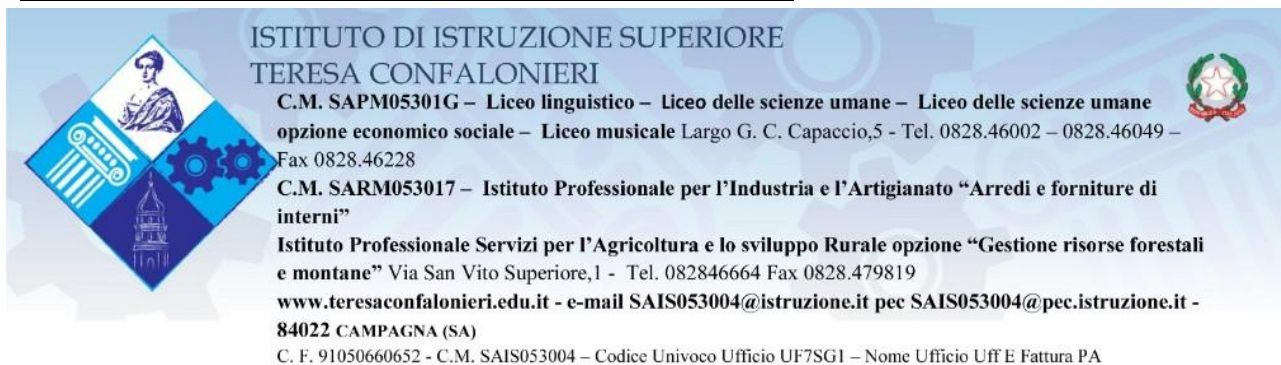 ISTITUTO DI ISTRUZIONE SUPERIORE
TERESA CONFALONIERI
C.M. SAPM05301G – Liceo linguistico – Liceo delle scienze umane – Liceo delle scienze umane
opzione economico sociale – Liceo musicale Largo G. C. Capaccio,5 - Tel. 0828.46002 – 0828.46049 –
Fax 0828.46228
C.M. SARM053017 – Istituto Professionale per l’Industria e l’Artigianato “Arredi e forniture di
interni”
Istituto Professionale Servizi per l’Agricoltura e lo sviluppo Rurale opzione “Gestione risorse forestali
e montane” Via San Vito Superiore,1 - Tel. 082846664 Fax 0828.479819
www.teresaconfalonieri.edu.it - e-mail SAIS053004@istruzione.it pec SAIS053004@pec.istruzione.it -
84022 CAMPAGNA (SA)
C. F. 91050660652 - C.M. SAIS053004 – Codice Univoco Ufficio UF7SG1 – Nome Ufficio Uff E Fattura PA